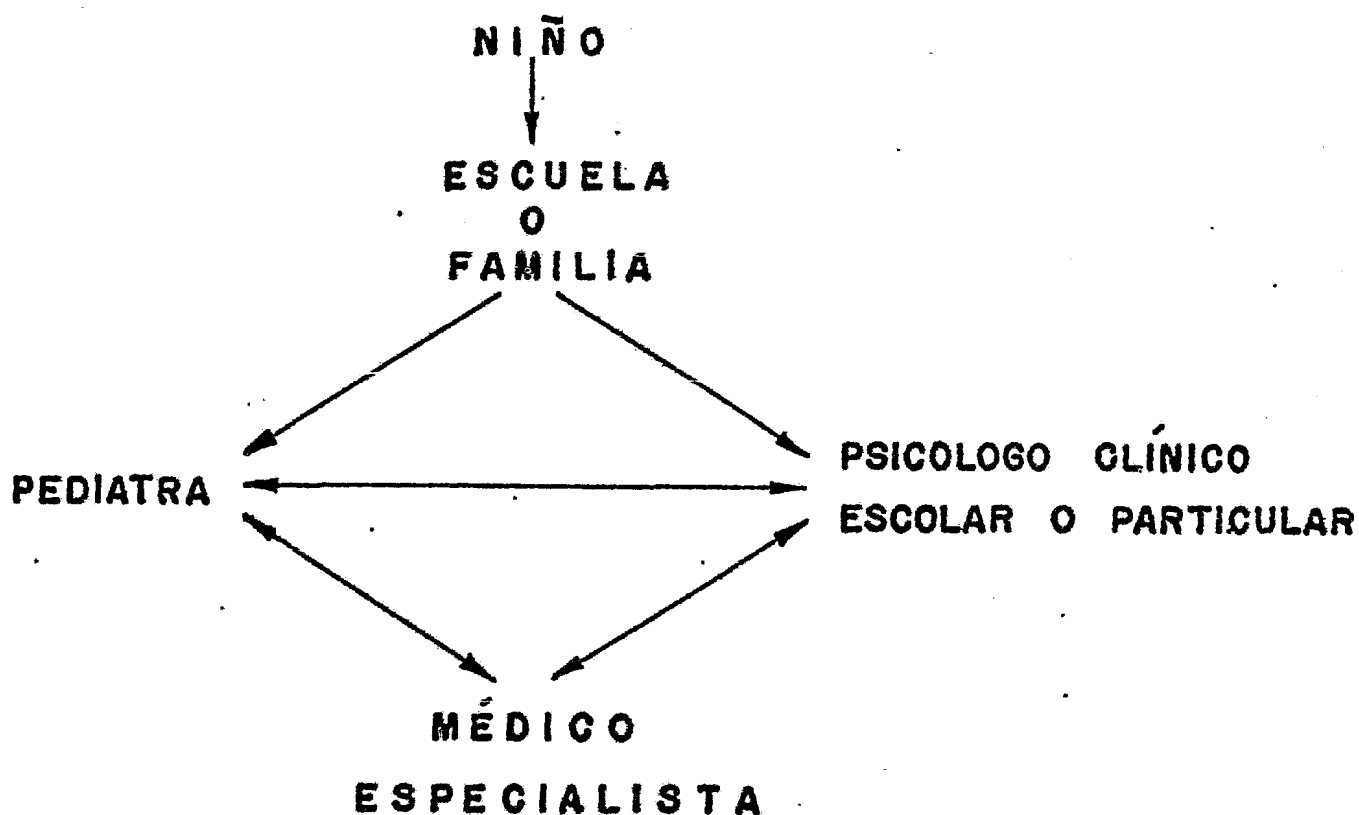 NIÑO
ESCUELA
O
FAMILIA
PEDIATRA
PSICOLOGO CLÍNICO
ESCOLAR O PARTICULAR
MÉDICO
ESPECIALISTA